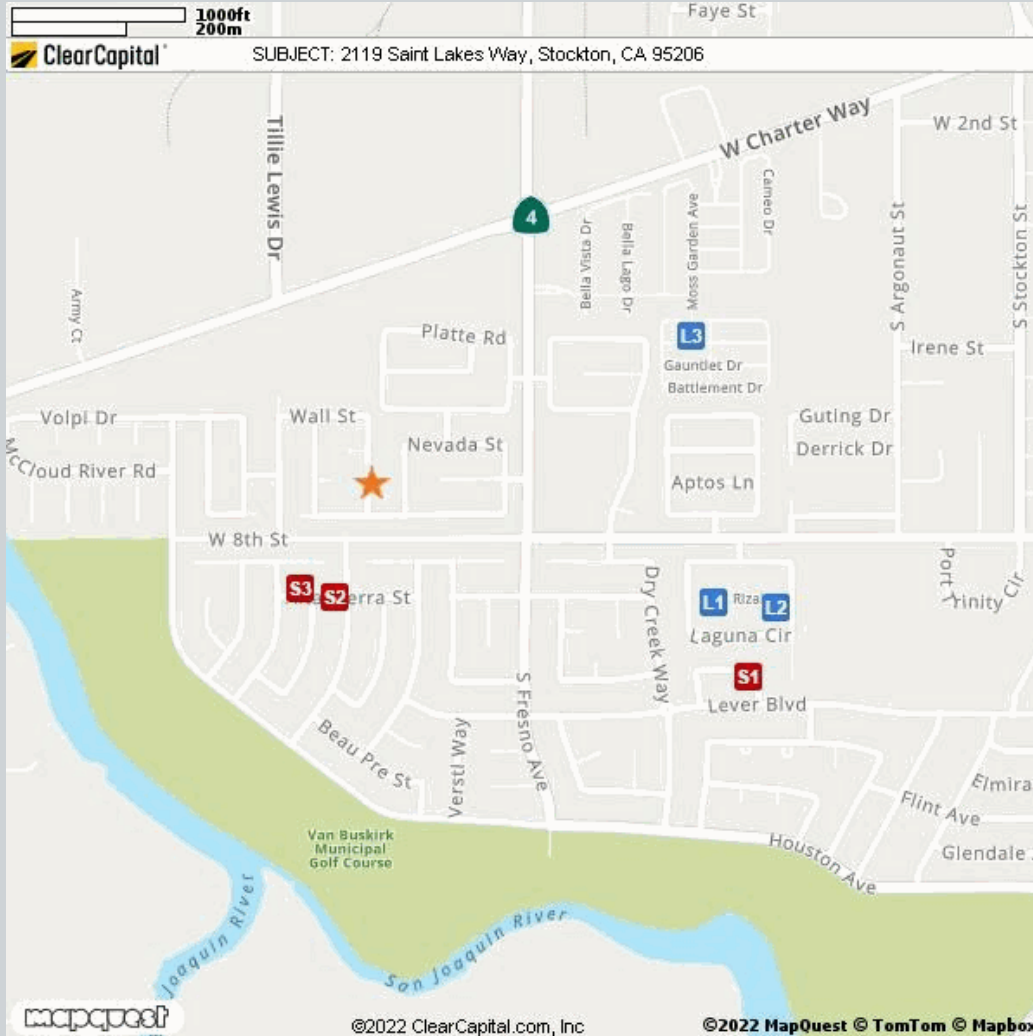 1000ft
200m
Faye St
ClearCapital
SUBJECT: 2119 Saint Lakes Way, Stockton, CA 95206
W Charter Way
W 2nd St
Tillie Lewis Dr
4
Cameo Dr
Moss Garden Ave
Bella Vista Dr
Bella Lago Dr
S Argonaut St
S Stockton St
Army Ct
Platte Rd
L3
Irene St
Gauntlet Dr
Battlement Dr
Volpi Dr
Wall St
Guting Dr
Nevada St
Derrick Dr
McCloud River Rd
Aptos Ln
W 8th St
S3
S2
erra St
Dry Creek Way
L1
Riza
L2
Port
Trinity Cir
Laguna Cir
S1
S Fresno Ave
Lever Blvd
Beau Pre St
Verstl Way
Elmira
Flint Ave
Van Buskirk
Municipal
Golf Course
Houston Ave
Glendale
Joaquin River
San Joaquin River
mapquest
©2022 ClearCapital.com, Inc
©2022 MapQuest © TomTom © Mapbox